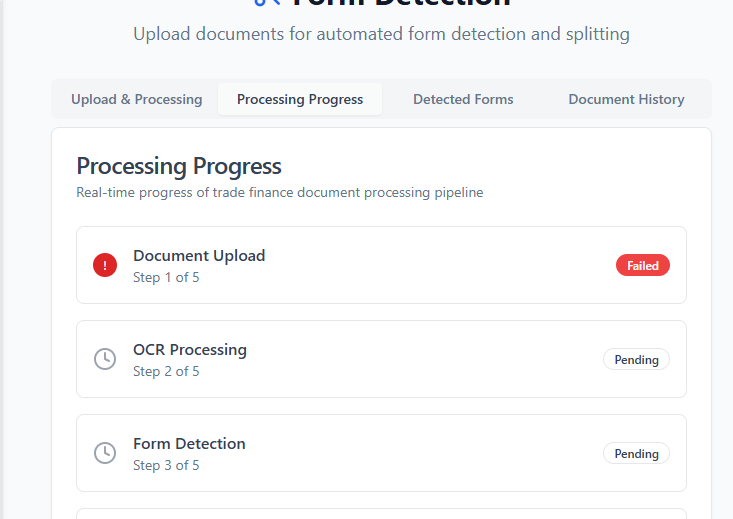 Form Detection
Upload documents for automated form detection and splitting
Upload & Processing
Processing Progress
Detected Forms
Document History
Processing Progress
Real-time progress of trade finance document processing pipeline
!
Document Upload
Failed
Step 1 of 5
OCR Processing
Pending
Step 2 of 5
Form Detection
Pending
Step 3 of 5